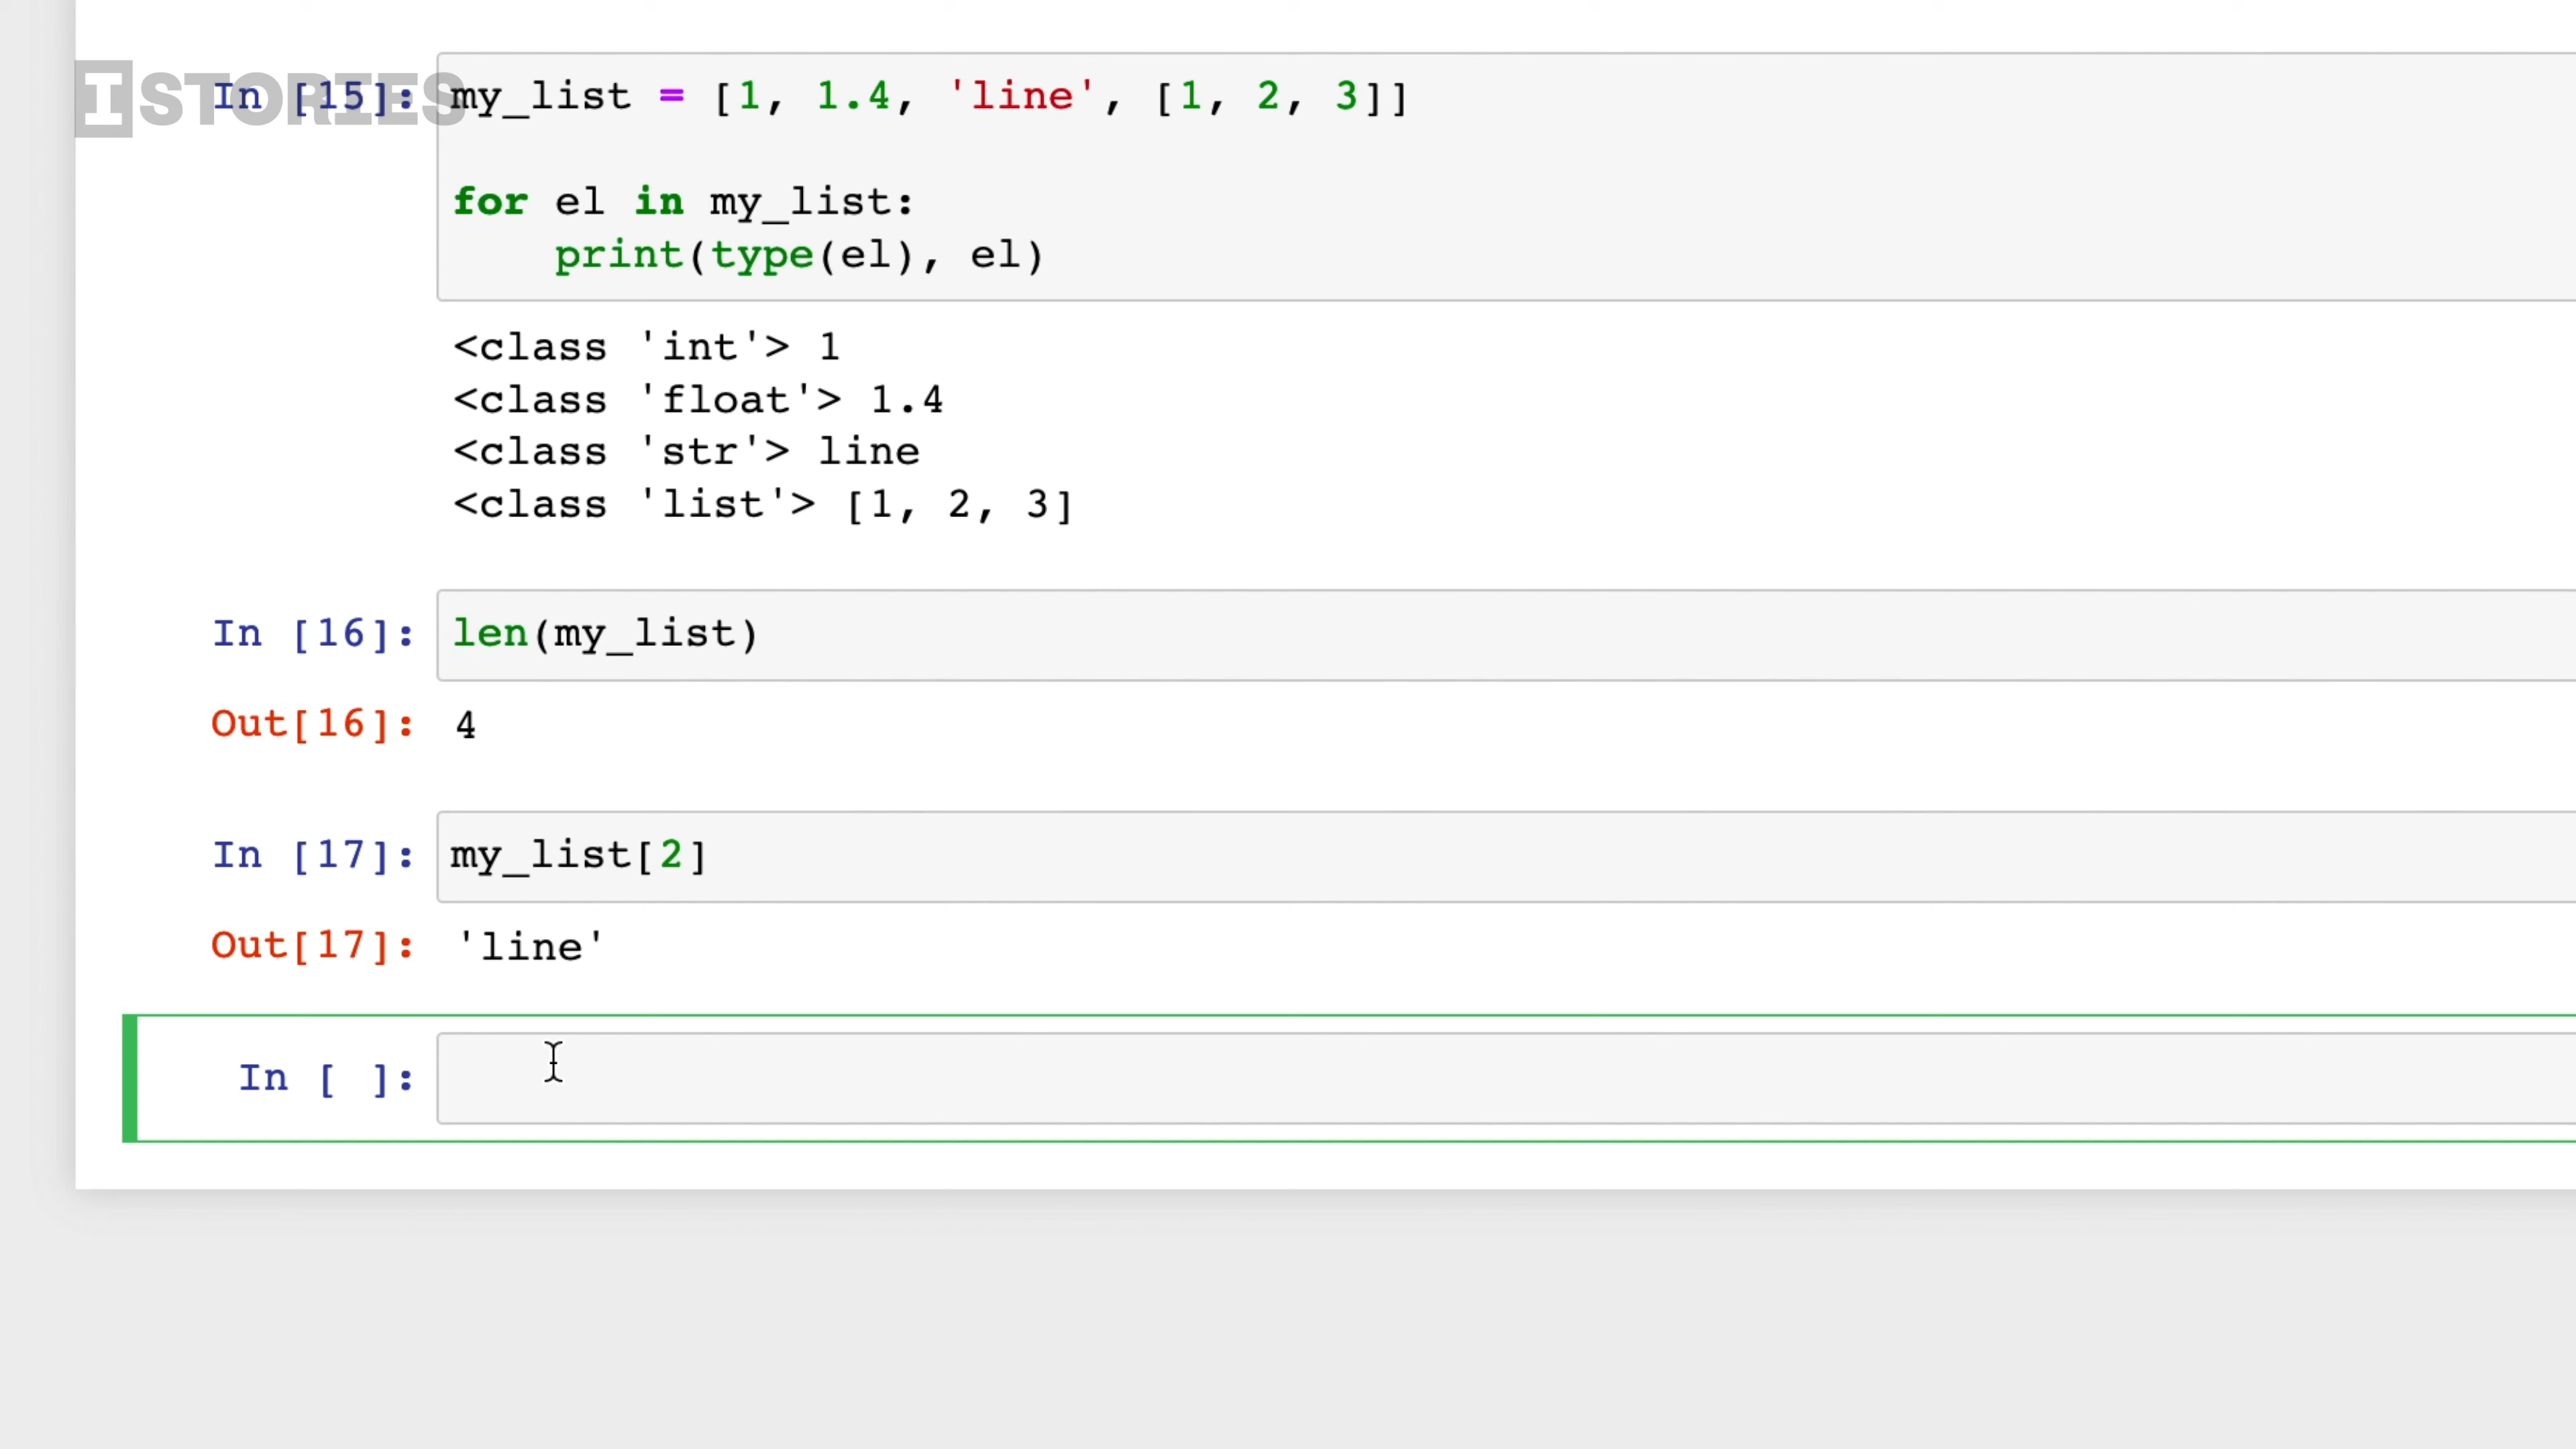 ISTORIES
In [15]: my_list = [1, 1.4, 'line', [1, 2, 3]]
for el in my_list:
    print(type(el), el)
<class 'int'> 1
<class 'float'> 1.4
<class 'str'> line
<class 'list'> [1, 2, 3]
In [16]: len(my_list)
Out[16]: 4
In [17]: my_list[2]
Out[17]: 'line'
In [ ]: